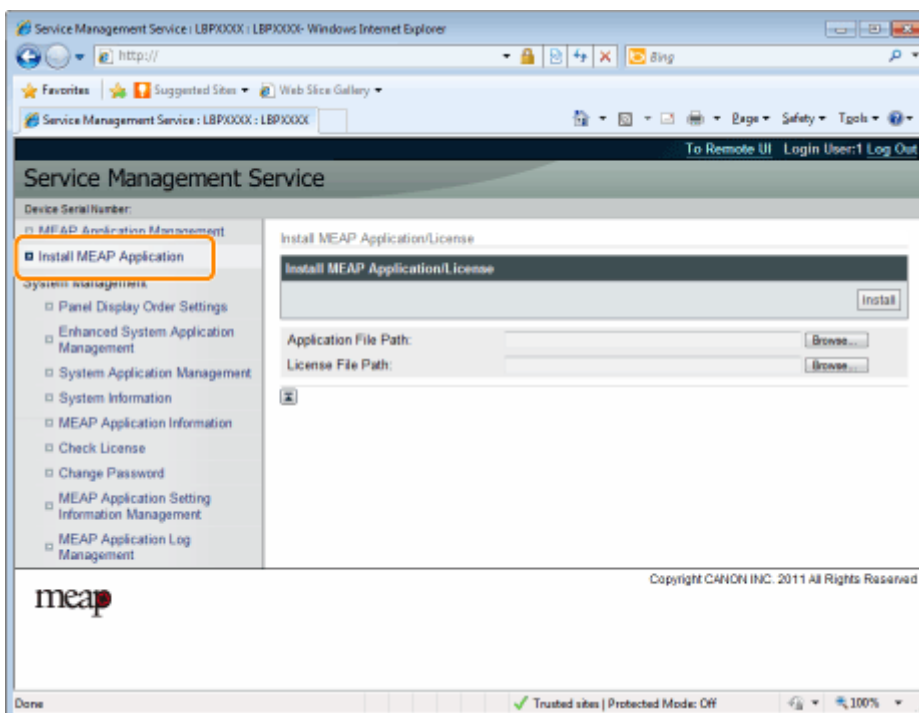 Service Management Service : LBPXXXX : LBPXXXX- Windows Internet Explorer
http://
Bing
Favorites Suggested Sites Web Slice Gallery
Service Management Service : LBPXXXX : LBPXXXX
Page Safety Tools
To Remote UI Login User:1 Log Out
Service Management Service
Device Serial Number:
MEAP Application Management
Install MEAP Application
System Management
Panel Display Order Settings
Enhanced System Application
Management
System Application Management
System Information
MEAP Application Information
Check License
Change Password
MEAP Application Setting
Information Management
MEAP Application Log
Management
Install MEAP Application/License
Install MEAP Application/License
Install
Application File Path: Browse...
License File Path: Browse...
Copyright CANON INC. 2011 All Rights Reserved
meap
Done Trusted sites | Protected Mode: Off 100%